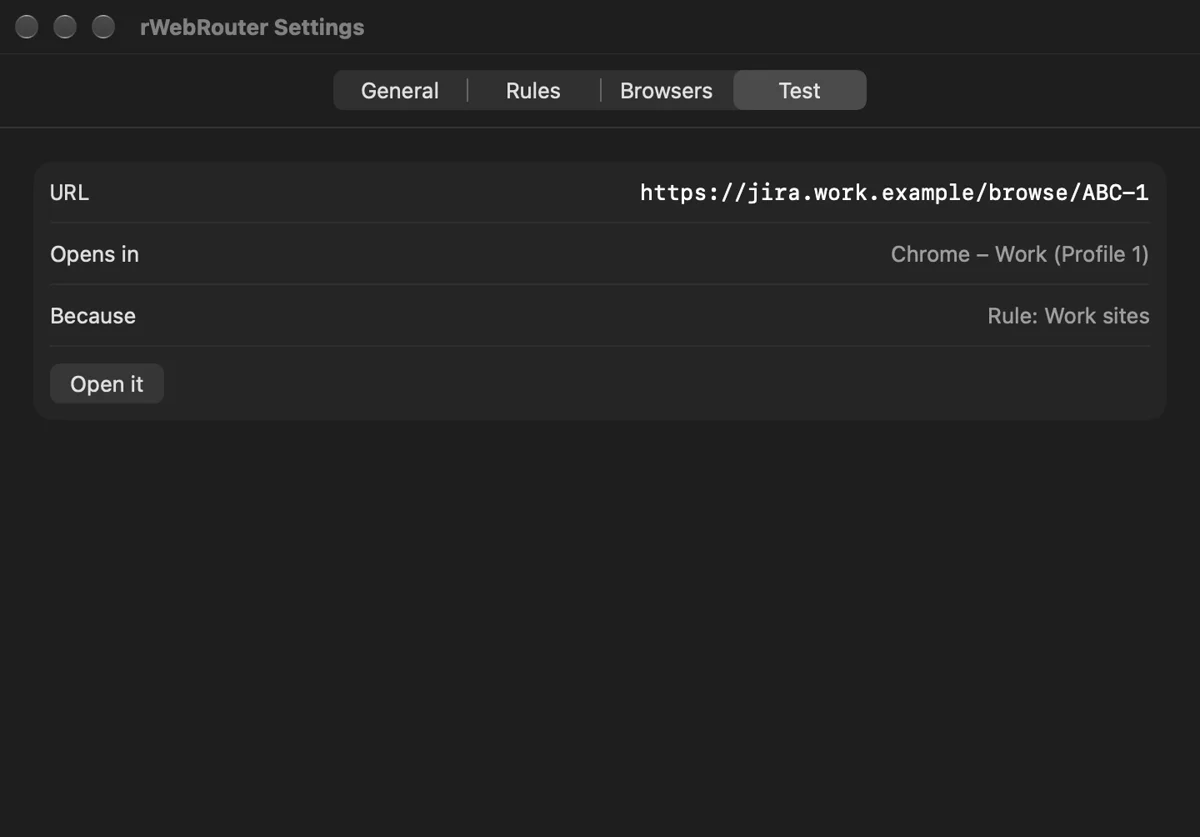 rWebRouter Settings
General Rules Browsers Test
URL https://jira.work.example/browse/ABC-1
Opens in Chrome – Work (Profile 1)
Because Rule: Work sites
Open it